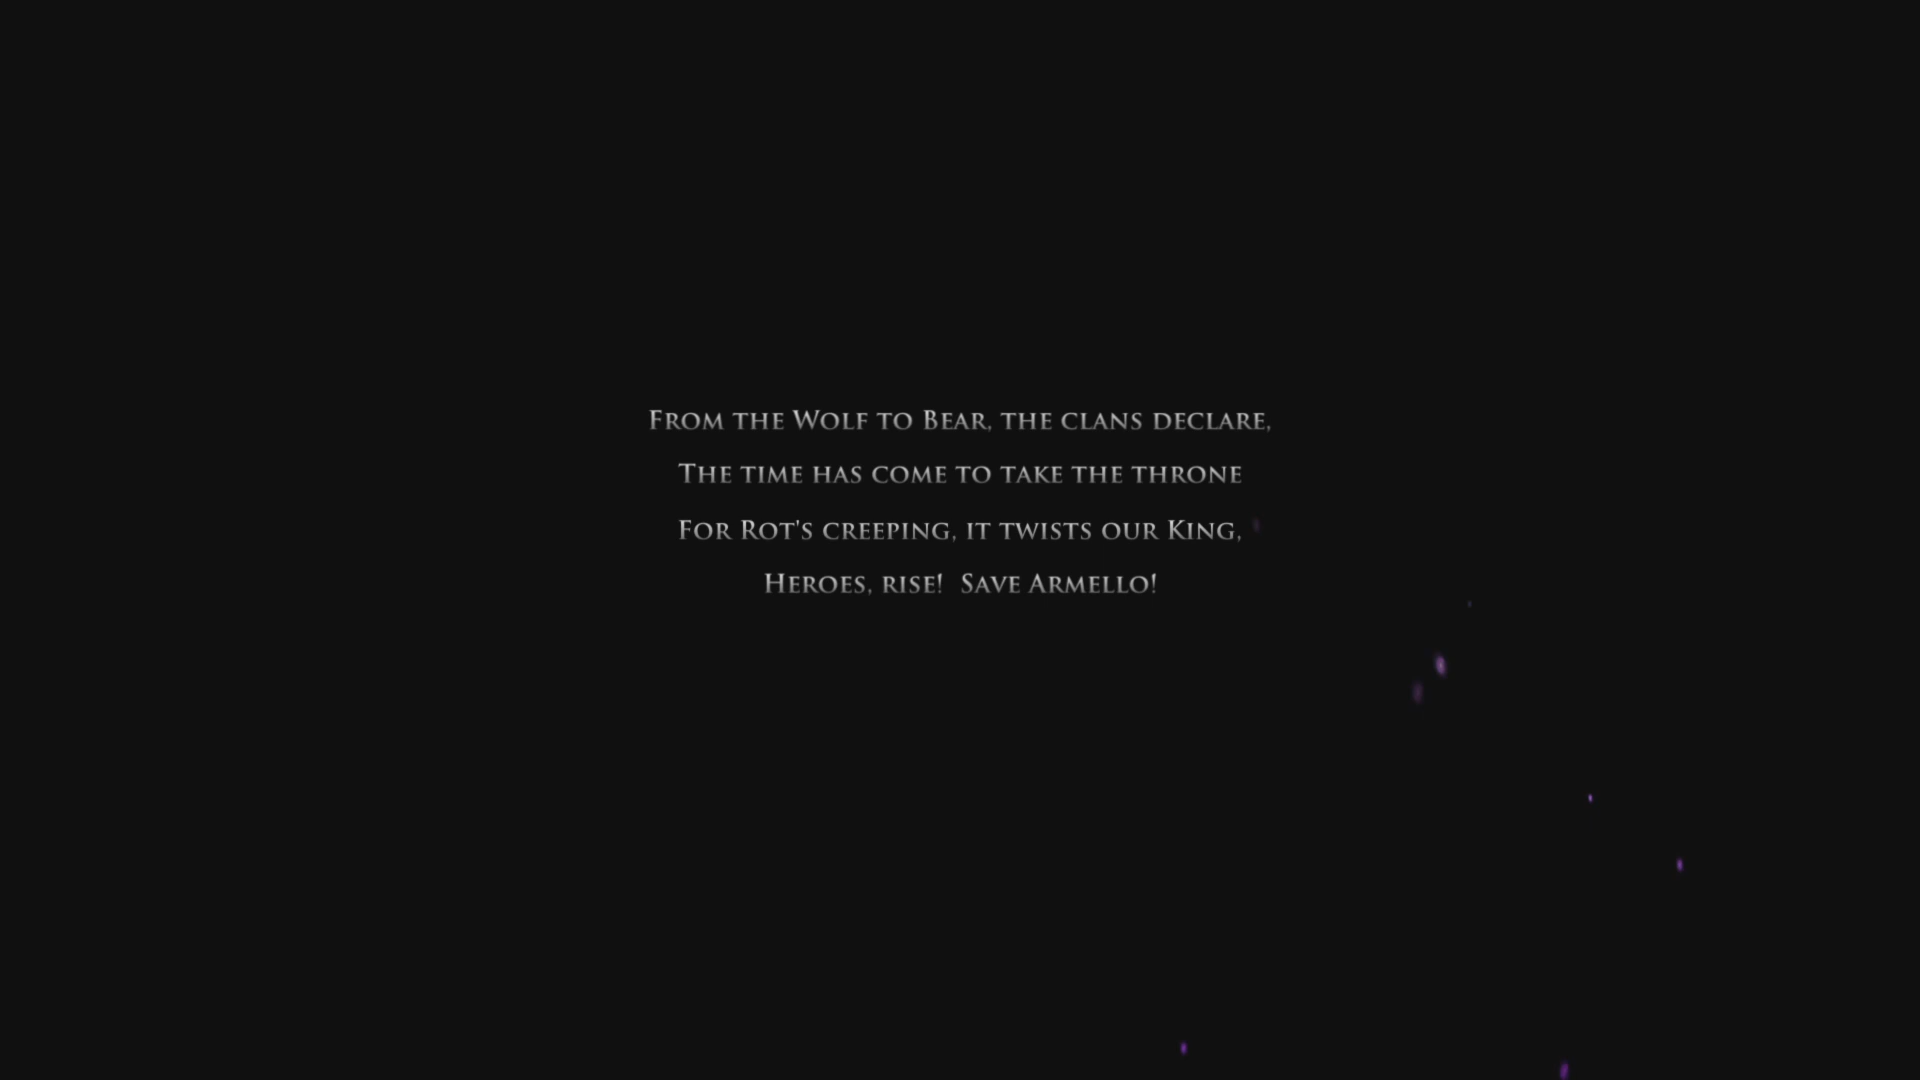 From the Wolf to Bear, the clans declare,
The time has come to take the throne
For Rot's creeping, it twists our King,
Heroes, rise!  Save Armello!